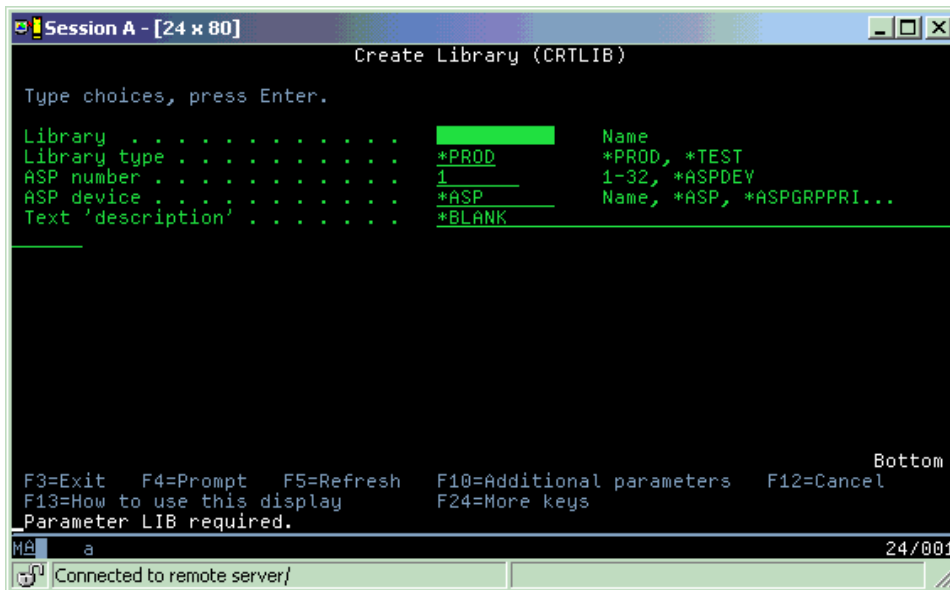 Session A - [24 x 80]
Create Library (CRTLIB)
Type choices, press Enter.
Library . . . . . . . . . . . . Name
Library type . . . . . . . . . . *PROD *PROD, *TEST
ASP number . . . . . . . . . . . 1 1-32, *ASPDEV
ASP device . . . . . . . . . . . *ASP Name, *ASP, *ASPGRPPRI...
Text 'description' . . . . . . . *BLANK
Bottom
F3=Exit F4=Prompt F5=Refresh F10=Additional parameters F12=Cancel
F13=How to use this display F24=More keys
Parameter LIB required.
MA a 24/001
Connected to remote server/